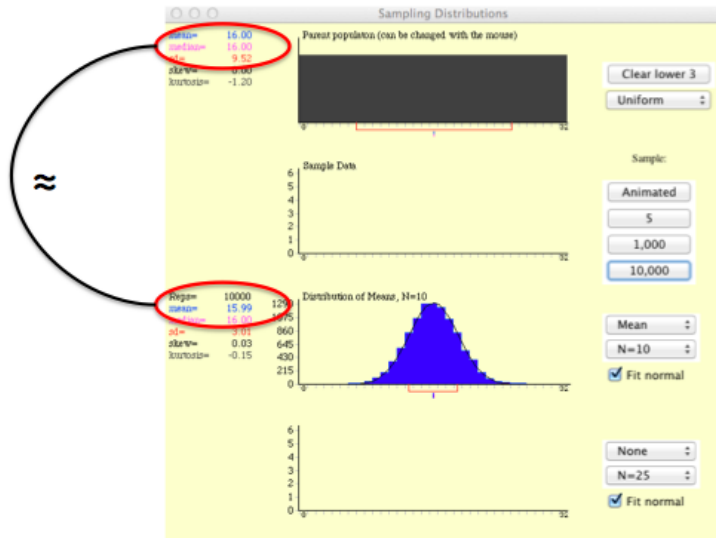 Sampling Distributions
mean= 16.00
median= 16.00
sd= 9.52
skew= 0.00
kurtosis= -1.20
Parent populaton (can be changed with the mouse)
0 32
Clear lower 3
Uniform
≈
Sample Data
6
5
4
3
2
1
0
0 32
Sample:
Animated
5
1,000
10,000
Reps= 10000
mean= 15.99
median= 16.00
sd= 3.01
skew= 0.03
kurtosis= -0.15
Distribution of Means, N=10
1290
1075
860
645
430
215
0
0 32
Mean
N=10
Fit normal
6
5
4
3
2
1
0
0 32
None
N=25
Fit normal